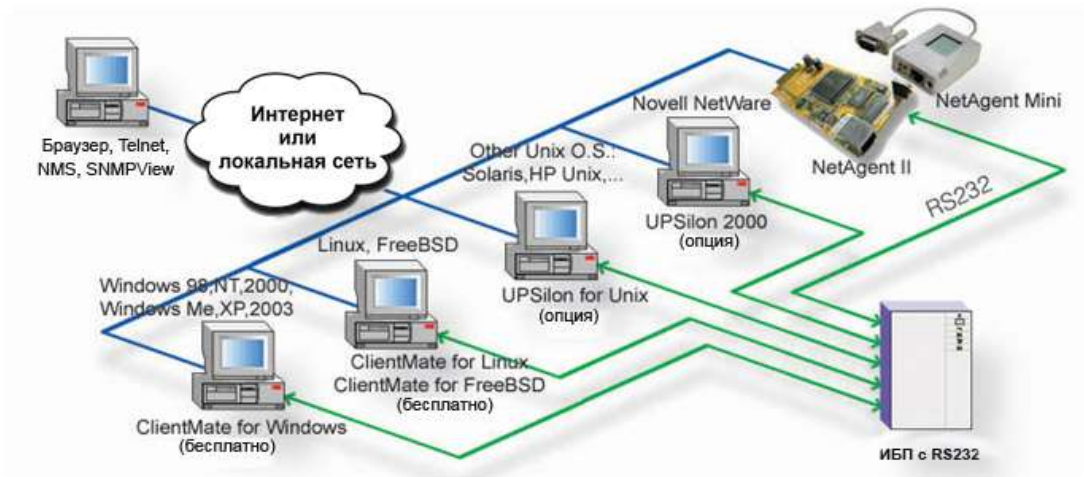 Браузер, Telnet,
NMS, SNMPView
Интернет
или
локальная сеть
Novell NetWare
NetAgent Mini
NetAgent II
Other Unix O.S.:
Solaris,HP Unix,...
UPSilon 2000
(опция)
RS232
Linux, FreeBSD
UPSilon for Unix
(опция)
Windows 98,NT,2000,
Windows Me,XP,2003
ClientMate for Linux
ClientMate for FreeBSD
(бесплатно)
ClientMate for Windows
(бесплатно)
ИБП с RS232